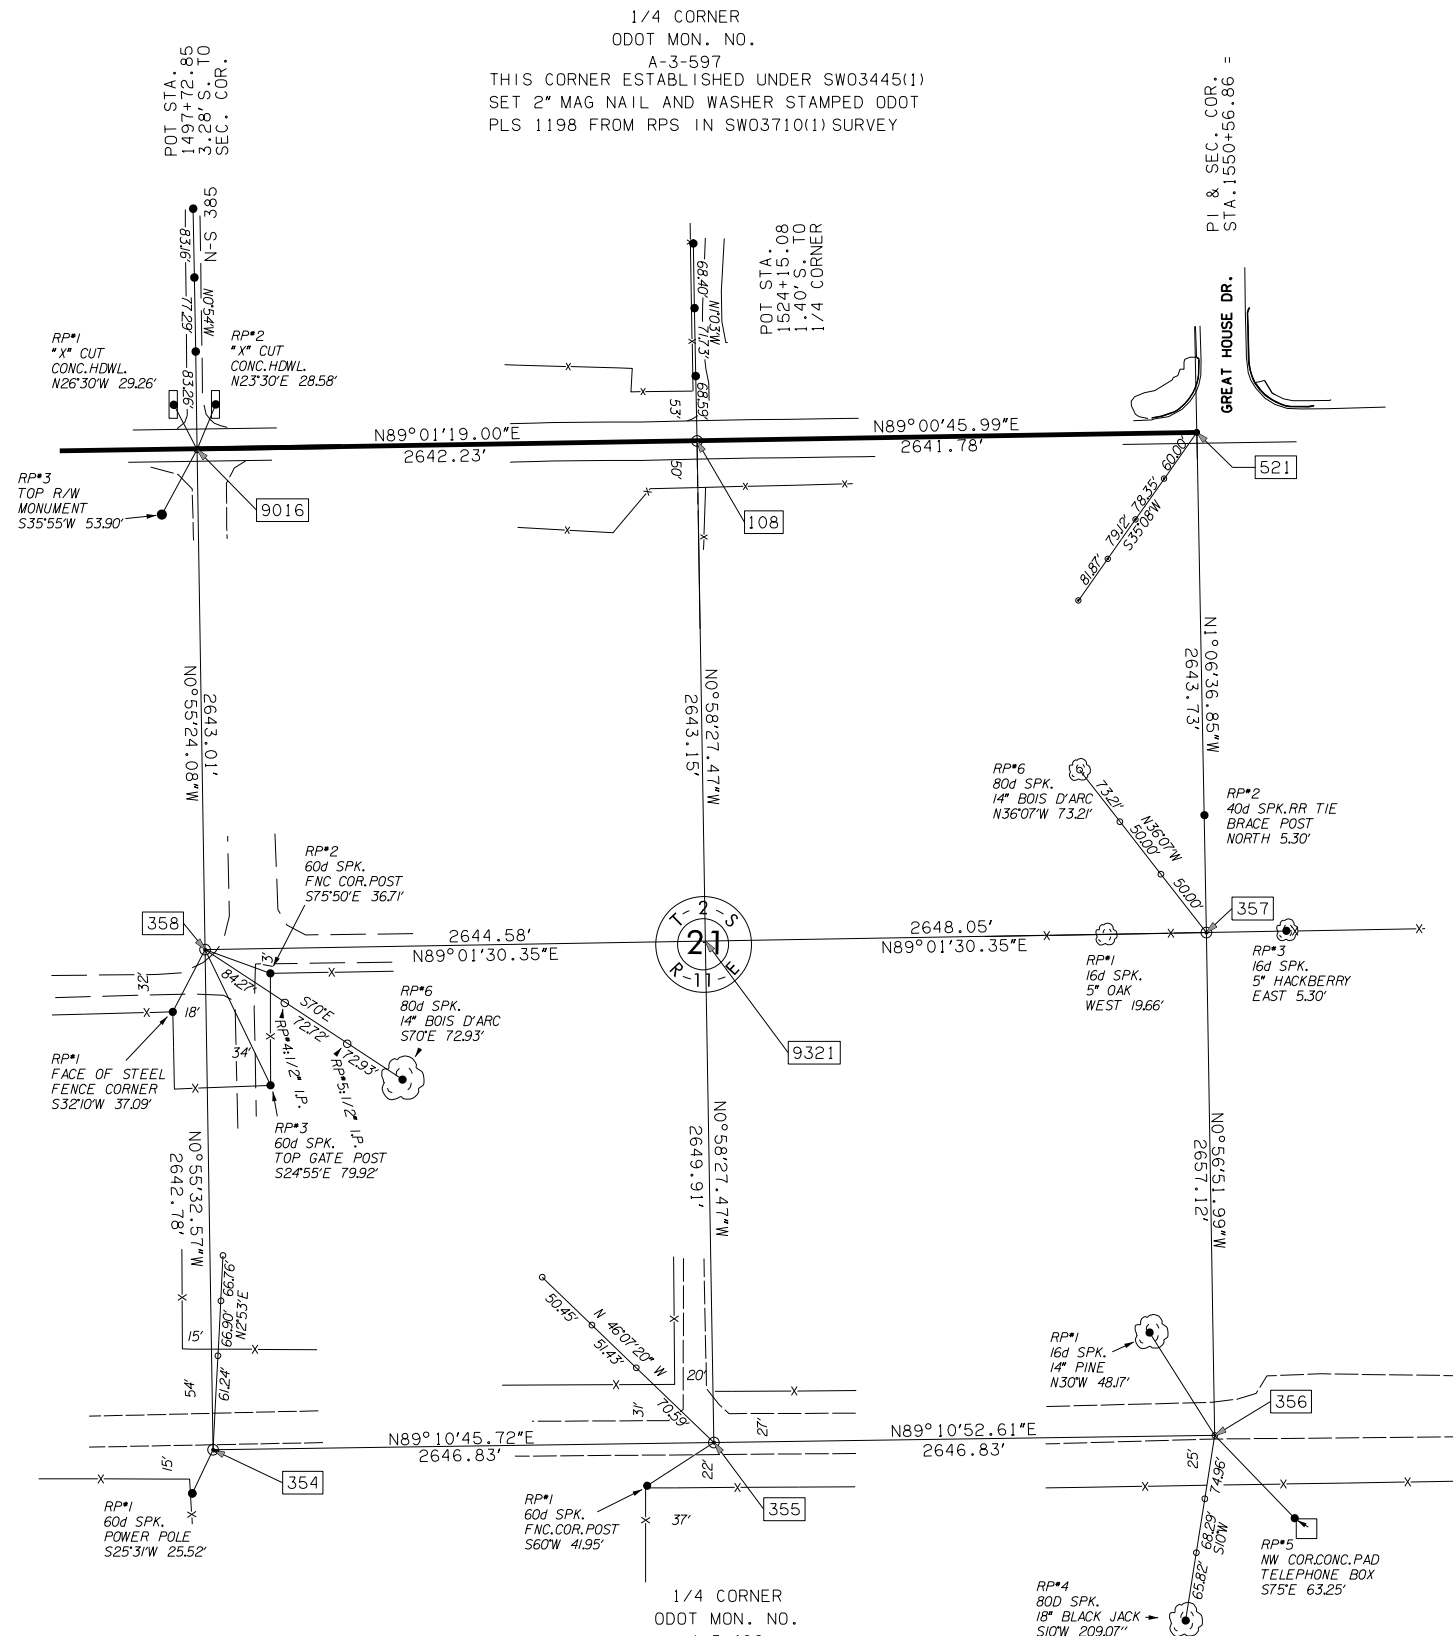 1/4 CORNER
ODOT MON. NO.
A-3-597
THIS CORNER ESTABLISHED UNDER SWO3445(1)
SET 2" MAG NAIL AND WASHER STAMPED ODOT
PLS 1198 FROM RPS IN SWO3710(1) SURVEY
POT STA.
1497+72.85
3.28' S. TO
SEC. COR.
PI & SEC. COR.
STA.1550+56.86 =
N-S 385
83.16'
77.29'
N0°54'W
83.26'
POT STA.
1524+15.08
1.40' S. TO
1/4 CORNER
68.40'
N1°03'W
71.73'
68.59'
53'
50'
GREAT HOUSE DR.
RP#1
"X" CUT
CONC.HDWL.
N26°30'W 29.26'
RP#2
"X" CUT
CONC.HDWL.
N23°30'E 28.58'
N89°01'19.00"E
2642.23'
N89°00'45.99"E
2641.78'
RP#3
TOP R/W
MONUMENT
S35°55'W 53.90'
9016
108
521
60.00'
78.35'
79.12'
S35°08'W
81.87'
N0°55'24.08"W
2643.01'
N0°58'27.47"W
2643.15'
N1°06'36.85"W
2643.73'
RP#6
80d SPK.
14" BOIS D'ARC
N36°07'W 73.21'
73.21'
50.00'
N36°07'W
50.00'
RP#2
40d SPK.RR TIE
BRACE POST
NORTH 5.30'
RP#2
60d SPK.
FNC COR.POST
S75°50'E 36.71'
358
357
2644.58'
N89°01'30.35"E
T-2-S
21
R-11-E
2648.05'
N89°01'30.35"E
RP#1
16d SPK.
5" OAK
WEST 19.66'
RP#3
16d SPK.
5" HACKBERRY
EAST 5.30'
32'
18'
13'
34'
84.27'
S70°E
72.72'
72.93'
RP#4:1/2" I.P.
RP#5:1/2" I.P.
RP#6
80d SPK.
14" BOIS D'ARC
S70°E 72.93'
9321
RP#1
FACE OF STEEL
FENCE CORNER
S32°10'W 37.09'
RP#3
60d SPK.
TOP GATE POST
S24°55'E 79.92'
N0°55'32.57"W
2642.78'
N0°58'27.47"W
2649.91'
N0°56'51.99"W
2657.12'
66.76'
66.90'
N2°53'E
61.24'
15'
54'
15'
50.45'
N 46°07'20" W
51.43'
70.59'
20'
31'
27'
22'
37'
RP#1
16d SPK.
14" PINE
N30°W 48.17'
356
N89°10'45.72"E
2646.83'
N89°10'52.61"E
2646.83'
354
355
RP#1
60d SPK.
POWER POLE
S25°31'W 25.52'
RP#1
60d SPK.
FNC.COR.POST
S60°W 41.95'
25'
74.96'
68.29'
S10°W
65.82'
RP#5
NW COR.CONC.PAD
TELEPHONE BOX
S75°E 63.25'
RP#4
80D SPK.
18" BLACK JACK
S10°W 209.07"
1/4 CORNER
ODOT MON. NO.